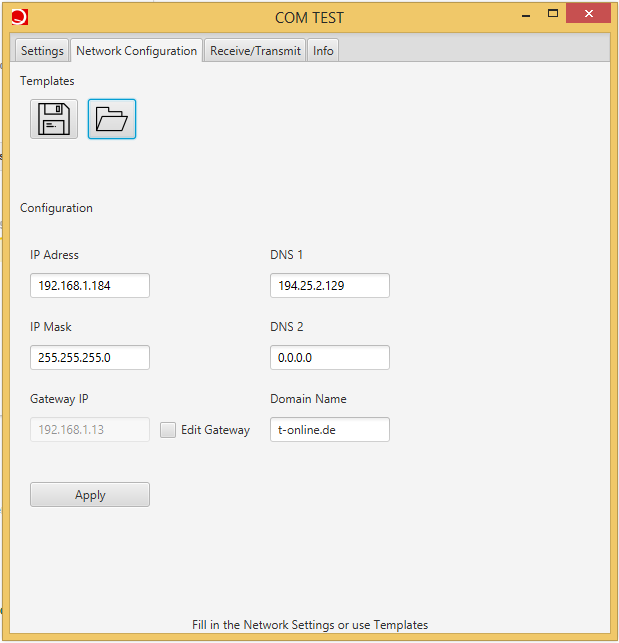 COM TEST
Settings Network Configuration Receive/Transmit Info
Templates
Configuration
IP Adress DNS 1
192.168.1.184 194.25.2.129
IP Mask DNS 2
255.255.255.0 0.0.0.0
Gateway IP Domain Name
192.168.1.13 Edit Gateway t-online.de
Apply
Fill in the Network Settings or use Templates